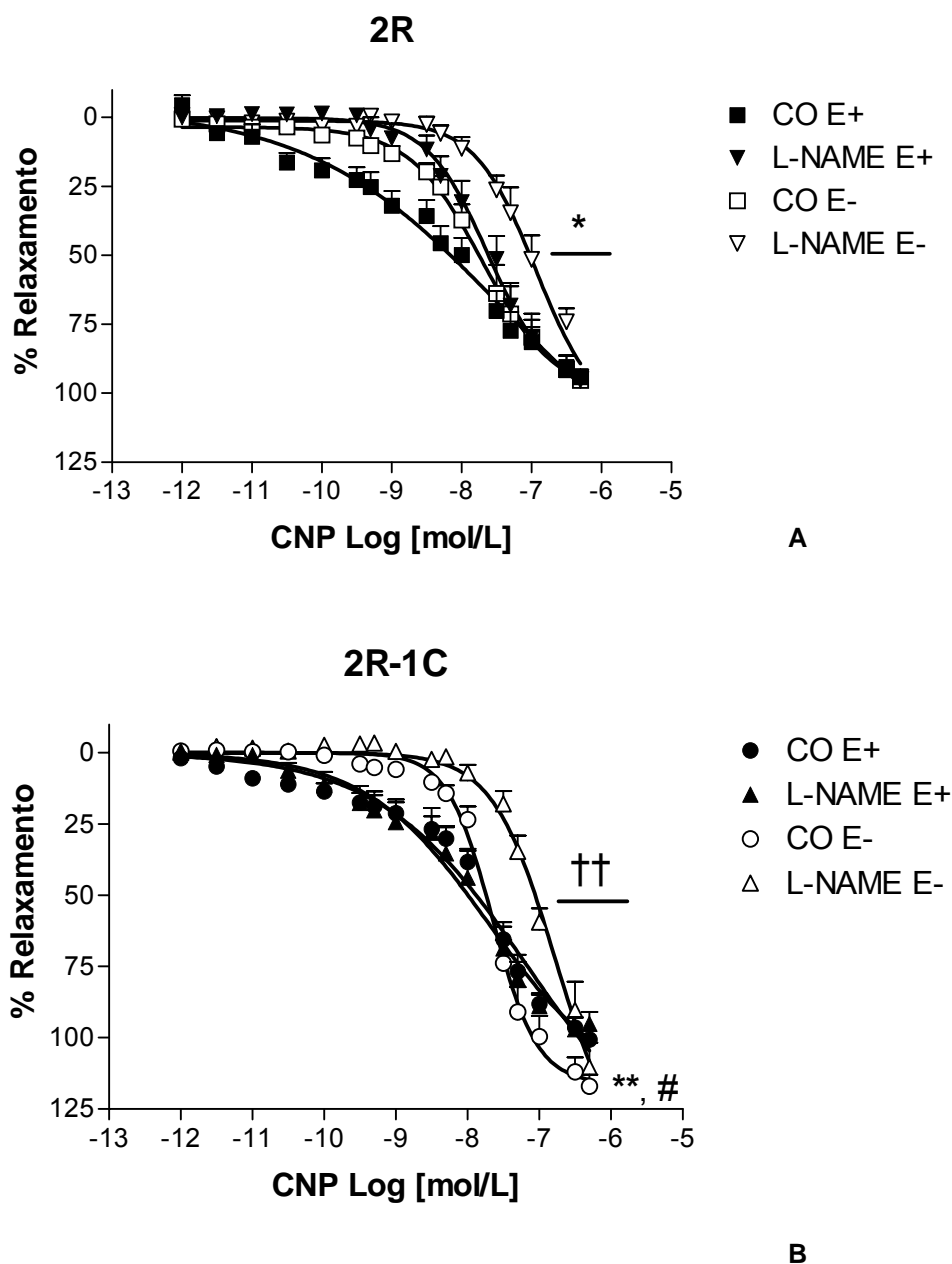 2R
0
25
50
75
100
125
% Relaxamento
-13 -12 -11 -10 -9 -8 -7 -6 -5
CNP Log [mol/L]
*
CO E+
L-NAME E+
CO E-
L-NAME E-
A
2R-1C
0
25
50
75
100
125
% Relaxamento
-13 -12 -11 -10 -9 -8 -7 -6 -5
CNP Log [mol/L]
††
**, #
CO E+
L-NAME E+
CO E-
L-NAME E-
B